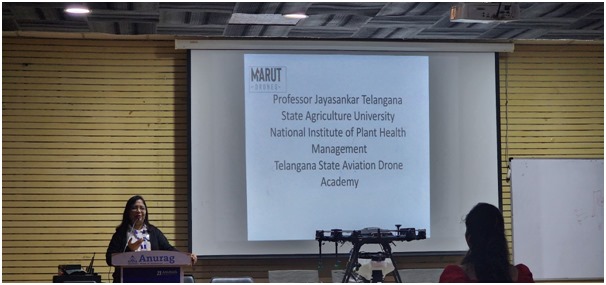 MARUT
DRONES
Professor Jayasankar Telangana
State Agriculture University
National Institute of Plant Health
Management
Telangana State Aviation Drone
Academy
Anurag